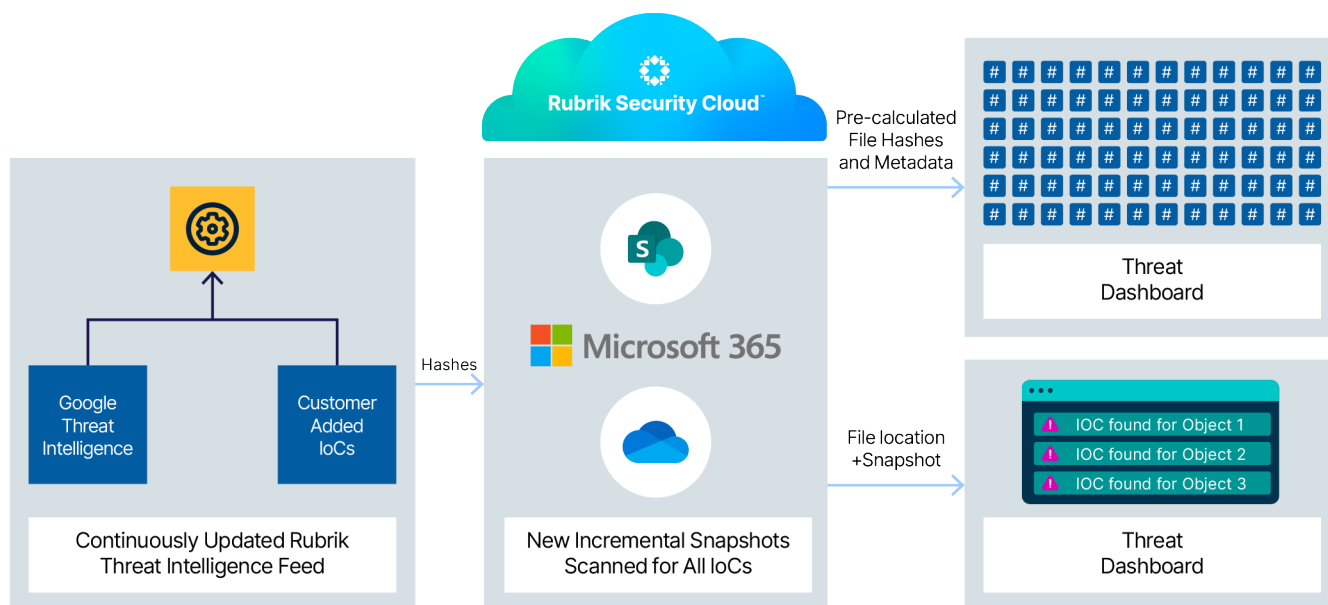 Rubrik Security Cloud™
Google
Threat
Intelligence
Customer
Added
IoCs
Continuously Updated Rubrik
Threat Intelligence Feed
Hashes
S
Microsoft 365
New Incremental Snapshots
Scanned for All IoCs
Pre-calculated
File Hashes
and Metadata
# # # # # # # # # # # #
# # # # # # # # # # # #
# # # # # # # # # # # #
# # # # # # # # # # # #
# # # # # # # # # # # #
# # # # # # # # # # # #
Threat
Dashboard
File location
+Snapshot
! IOC found for Object 1
! IOC found for Object 2
! IOC found for Object 3
Threat
Dashboard